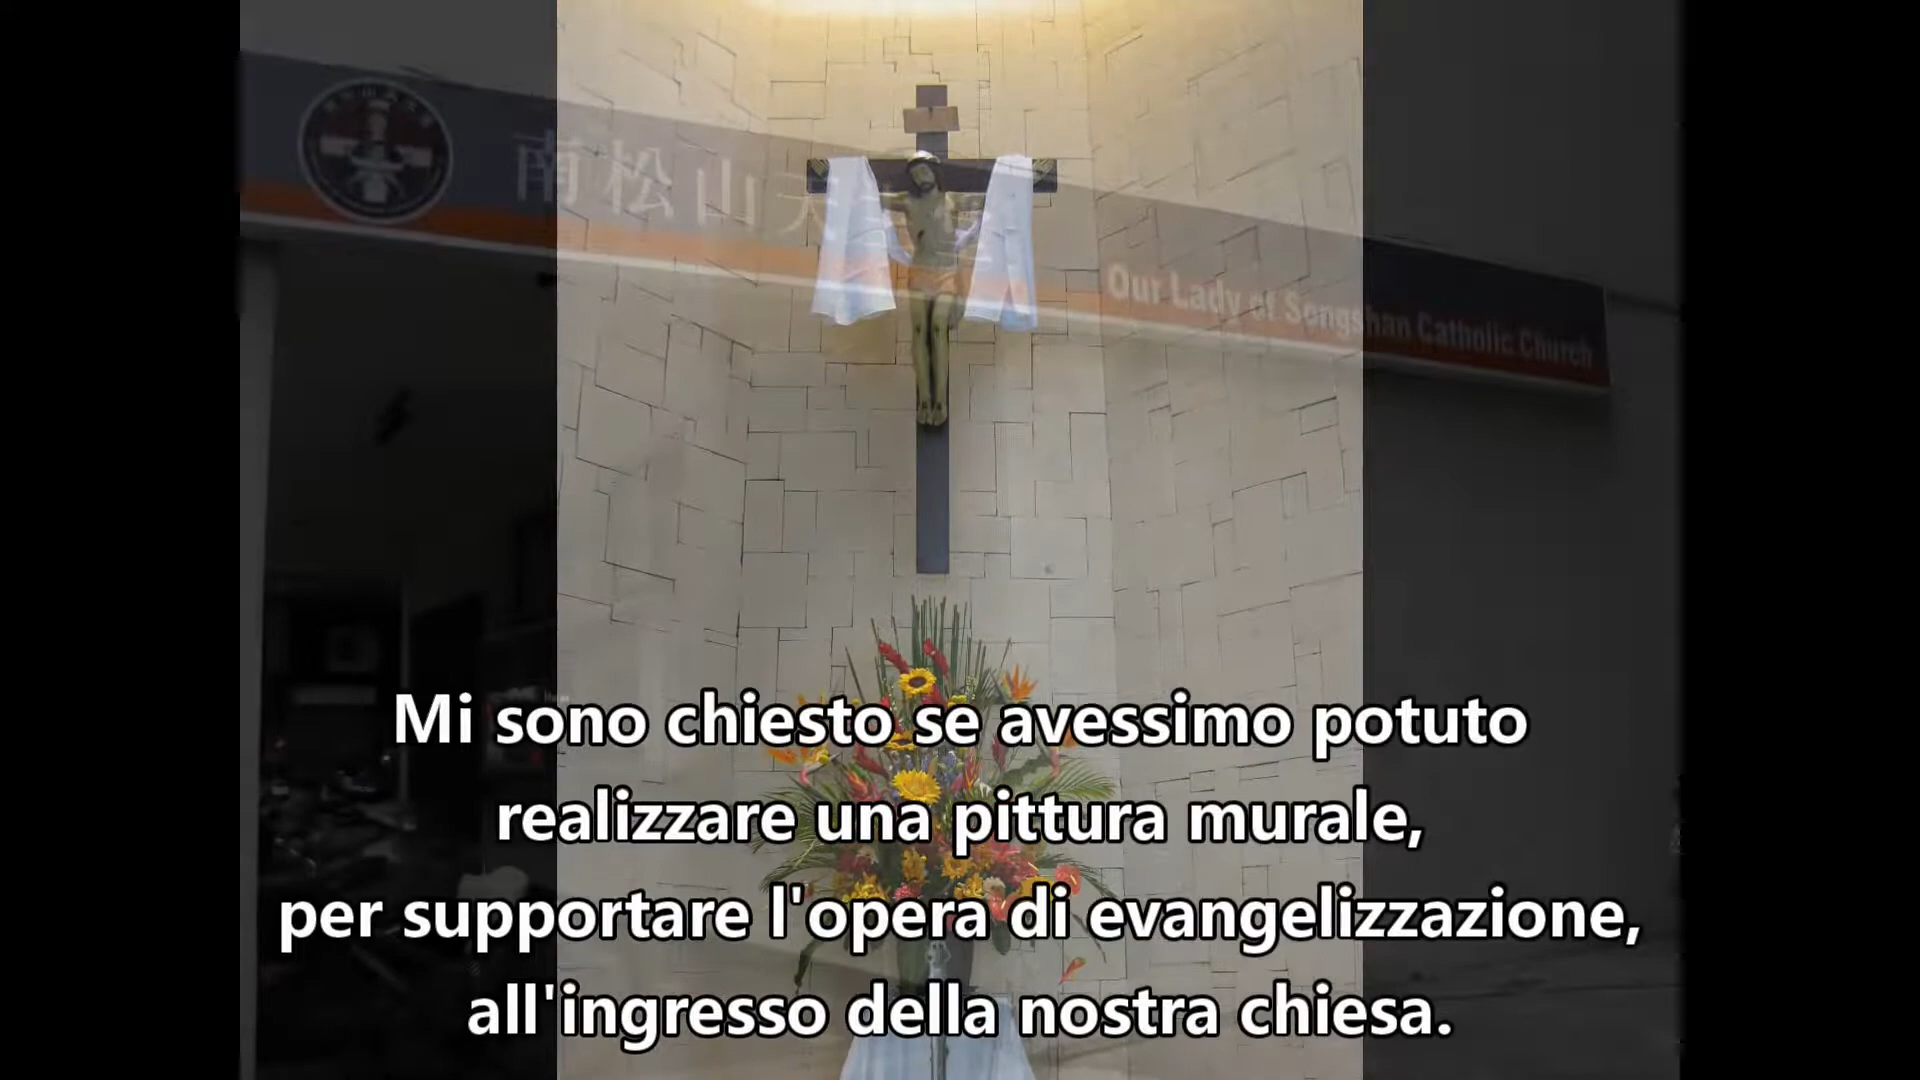 南松山天
Our Lady of Songshan Catholic Church
Mi sono chiesto se avessimo potuto
realizzare una pittura murale,
per supportare l'opera di evangelizzazione,
all'ingresso della nostra chiesa.